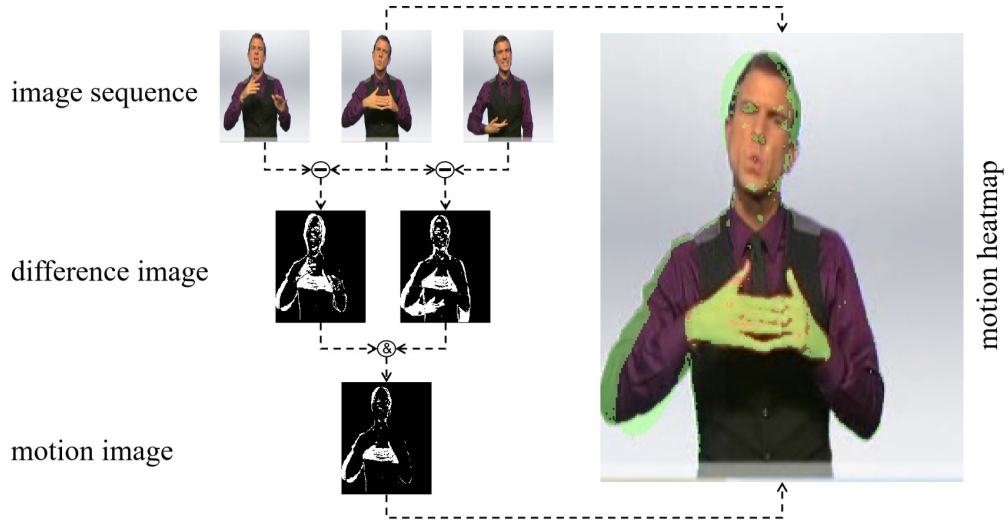 image sequence
difference image
&
motion image
motion heatmap